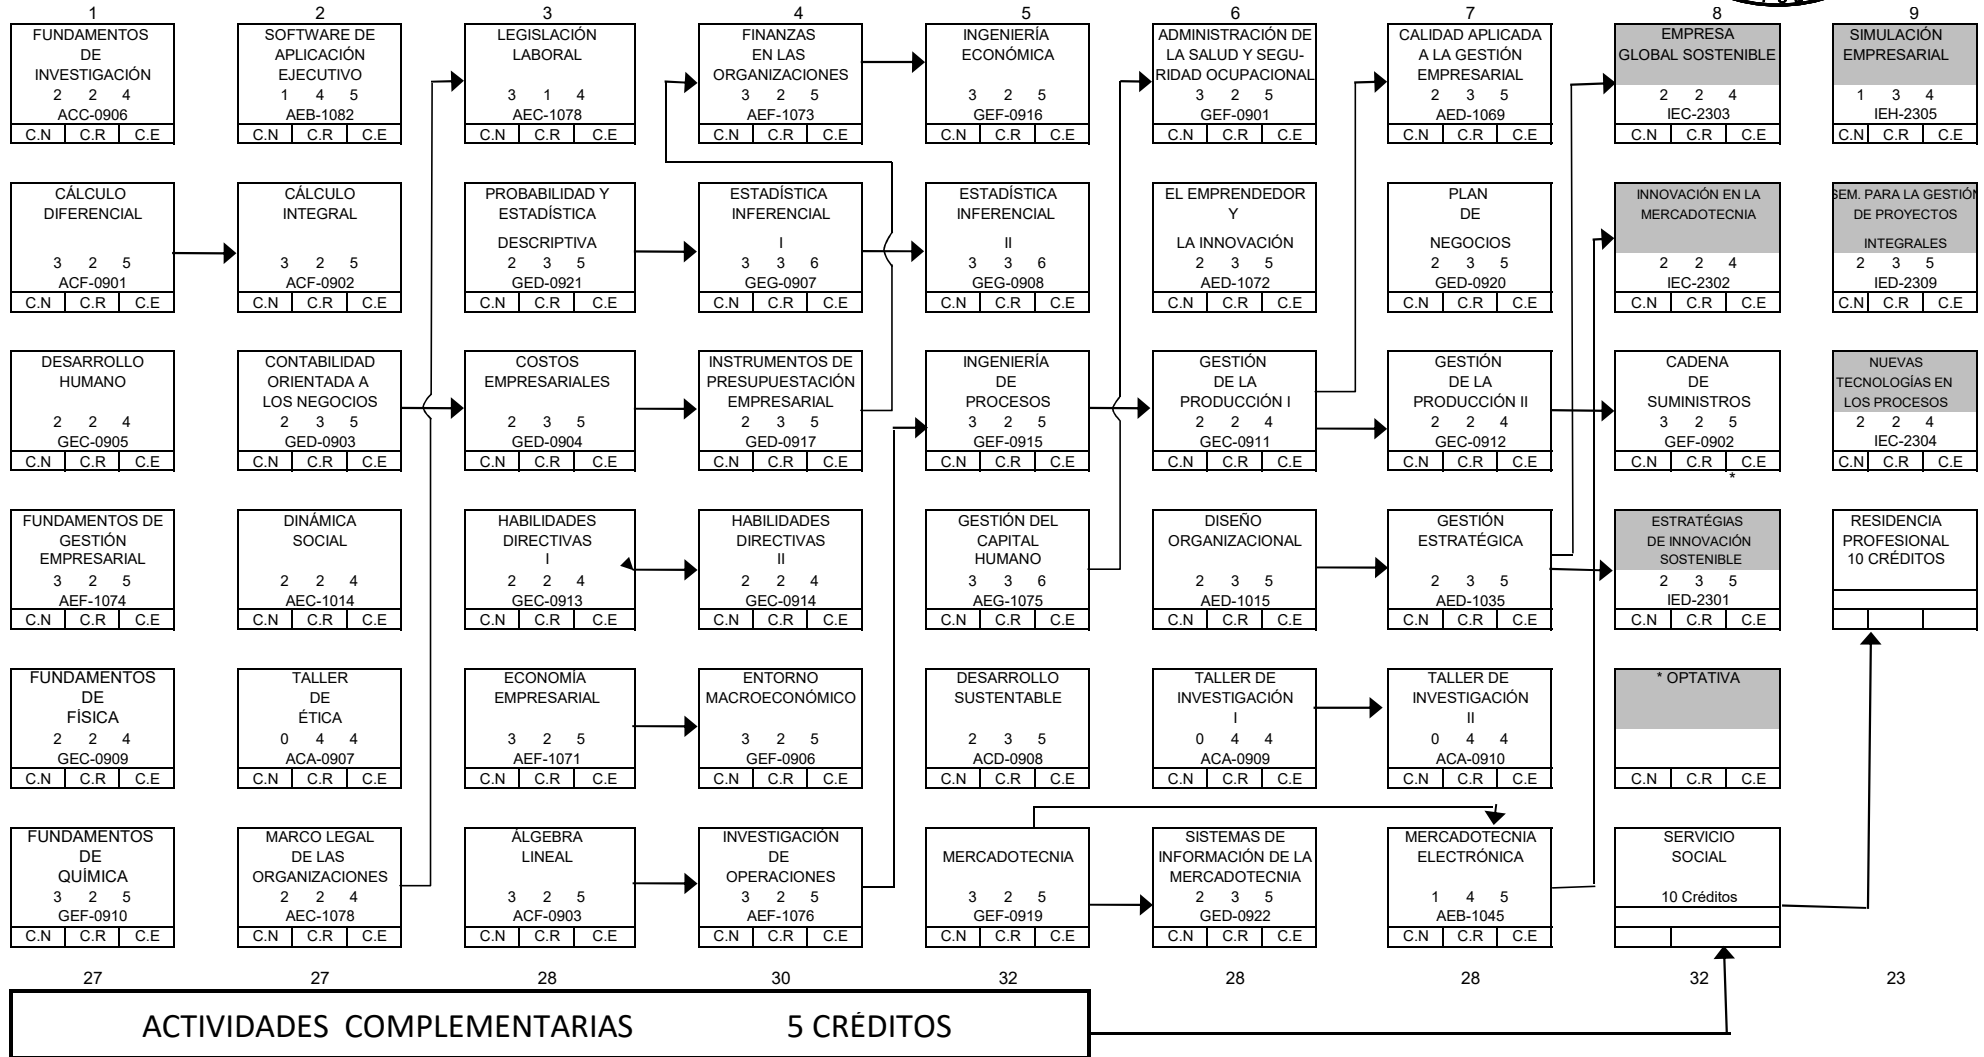 1 2 3 4 5 6 7 8 9
FUNDAMENTOS
DE
INVESTIGACIÓN
2 2 4
ACC-0906
C.N C.R C.E
SOFTWARE DE
APLICACIÓN
EJECUTIVO
1 4 5
AEB-1082
C.N C.R C.E
LEGISLACIÓN
LABORAL
3 1 4
AEC-1078
C.N C.R C.E
FINANZAS
EN LAS
ORGANIZACIONES
3 2 5
AEF-1073
C.N C.R C.E
INGENIERÍA
ECONÓMICA
3 2 5
GEF-0916
C.N C.R C.E
ADMINISTRACIÓN DE
LA SALUD Y SEGU-
RIDAD OCUPACIONAL
3 2 5
GEF-0901
C.N C.R C.E
CALIDAD APLICADA
A LA GESTIÓN
EMPRESARIAL
2 3 5
AED-1069
C.N C.R C.E
EMPRESA
GLOBAL SOSTENIBLE
2 2 4
IEC-2303
C.N C.R C.E
SIMULACIÓN
EMPRESARIAL
1 3 4
IEH-2305
C.N C.R C.E
CÁLCULO
DIFERENCIAL
3 2 5
ACF-0901
C.N C.R C.E
CÁLCULO
INTEGRAL
3 2 5
ACF-0902
C.N C.R C.E
PROBABILIDAD Y
ESTADÍSTICA
DESCRIPTIVA
2 3 5
GED-0921
C.N C.R C.E
ESTADÍSTICA
INFERENCIAL
I
3 3 6
GEG-0907
C.N C.R C.E
ESTADÍSTICA
INFERENCIAL
II
3 3 6
GEG-0908
C.N C.R C.E
EL EMPRENDEDOR
Y
LA INNOVACIÓN
2 3 5
AED-1072
C.N C.R C.E
PLAN
DE
NEGOCIOS
2 3 5
GED-0920
C.N C.R C.E
INNOVACIÓN EN LA
MERCADOTECNIA
2 2 4
IEC-2302
C.N C.R C.E
SEM. PARA LA GESTIÓN
DE PROYECTOS
INTEGRALES
2 3 5
IED-2309
C.N C.R C.E
DESARROLLO
HUMANO
2 2 4
GEC-0905
C.N C.R C.E
CONTABILIDAD
ORIENTADA A
LOS NEGOCIOS
2 3 5
GED-0903
C.N C.R C.E
COSTOS
EMPRESARIALES
2 3 5
GED-0904
C.N C.R C.E
INSTRUMENTOS DE
PRESUPUESTACIÓN
EMPRESARIAL
2 3 5
GED-0917
C.N C.R C.E
INGENIERÍA
DE
PROCESOS
3 2 5
GEF-0915
C.N C.R C.E
GESTIÓN
DE LA
PRODUCCIÓN I
2 2 4
GEC-0911
C.N C.R C.E
GESTIÓN
DE LA
PRODUCCIÓN II
2 2 4
GEC-0912
C.N C.R C.E
CADENA
DE
SUMINISTROS
3 2 5
GEF-0902
C.N C.R C.E
*
NUEVAS
TECNOLOGÍAS EN
LOS PROCESOS
2 2 4
IEC-2304
C.N C.R C.E
FUNDAMENTOS DE
GESTIÓN
EMPRESARIAL
3 2 5
AEF-1074
C.N C.R C.E
DINÁMICA
SOCIAL
2 2 4
AEC-1014
C.N C.R C.E
HABILIDADES
DIRECTIVAS
I
2 2 4
GEC-0913
C.N C.R C.E
HABILIDADES
DIRECTIVAS
II
2 2 4
GEC-0914
C.N C.R C.E
GESTIÓN DEL
CAPITAL
HUMANO
3 3 6
AEG-1075
C.N C.R C.E
DISEÑO
ORGANIZACIONAL
2 3 5
AED-1015
C.N C.R C.E
GESTIÓN
ESTRATÉGICA
2 3 5
AED-1035
C.N C.R C.E
ESTRATÉGIAS
DE INNOVACIÓN
SOSTENIBLE
2 3 5
IED-2301
C.N C.R C.E
RESIDENCIA
PROFESIONAL
10 CRÉDITOS
FUNDAMENTOS
DE
FÍSICA
2 2 4
GEC-0909
C.N C.R C.E
TALLER
DE
ÉTICA
0 4 4
ACA-0907
C.N C.R C.E
ECONOMÍA
EMPRESARIAL
3 2 5
AEF-1071
C.N C.R C.E
ENTORNO
MACROECONÓMICO
3 2 5
GEF-0906
C.N C.R C.E
DESARROLLO
SUSTENTABLE
2 3 5
ACD-0908
C.N C.R C.E
TALLER DE
INVESTIGACIÓN
I
0 4 4
ACA-0909
C.N C.R C.E
TALLER DE
INVESTIGACIÓN
II
0 4 4
ACA-0910
C.N C.R C.E
* OPTATIVA
C.N C.R C.E
FUNDAMENTOS
DE
QUÍMICA
3 2 5
GEF-0910
C.N C.R C.E
MARCO LEGAL
DE LAS
ORGANIZACIONES
2 2 4
AEC-1078
C.N C.R C.E
ÁLGEBRA
LINEAL
3 2 5
ACF-0903
C.N C.R C.E
INVESTIGACIÓN
DE
OPERACIONES
3 2 5
AEF-1076
C.N C.R C.E
MERCADOTECNIA
3 2 5
GEF-0919
C.N C.R C.E
SISTEMAS DE
INFORMACIÓN DE LA
MERCADOTECNIA
2 3 5
GED-0922
C.N C.R C.E
MERCADOTECNIA
ELECTRÓNICA
1 4 5
AEB-1045
C.N C.R C.E
SERVICIO
SOCIAL
10 Créditos
27 27 28 30 32 28 28 32 23
ACTIVIDADES COMPLEMENTARIAS 5 CRÉDITOS